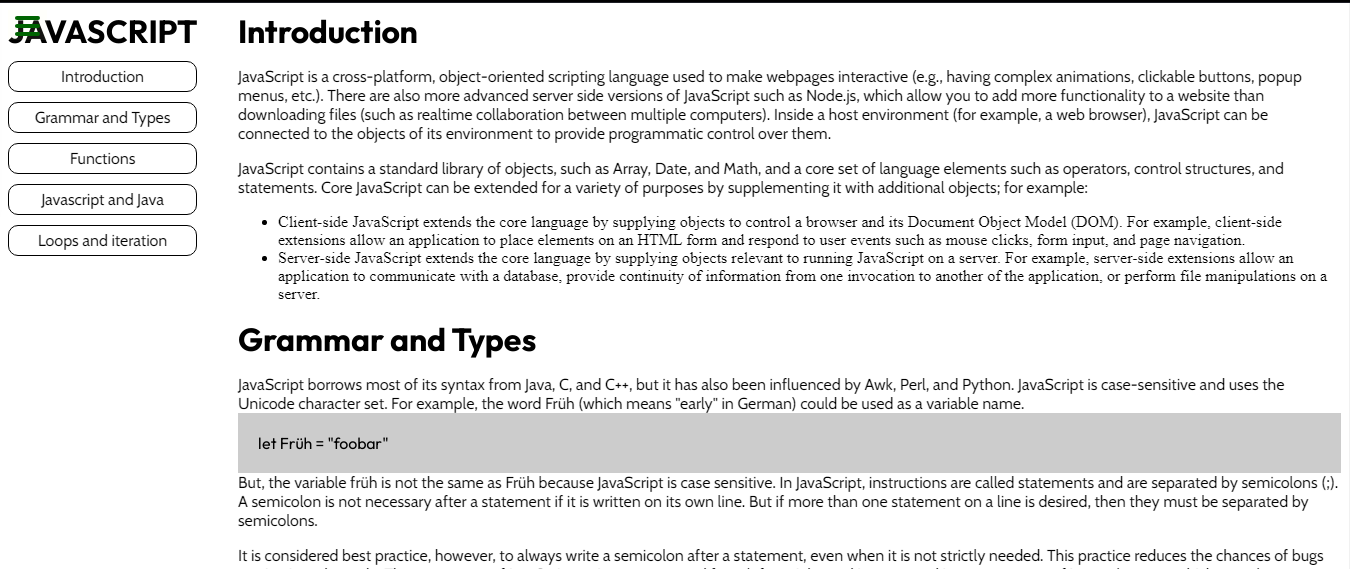 JAVASCRIPT
Introduction
Grammar and Types
Functions
Javascript and Java
Loops and iteration
Introduction
JavaScript is a cross-platform, object-oriented scripting language used to make webpages interactive (e.g., having complex animations, clickable buttons, popup
menus, etc.). There are also more advanced server side versions of JavaScript such as Node.js, which allow you to add more functionality to a website than
downloading files (such as realtime collaboration between multiple computers). Inside a host environment (for example, a web browser), JavaScript can be
connected to the objects of its environment to provide programmatic control over them.
JavaScript contains a standard library of objects, such as Array, Date, and Math, and a core set of language elements such as operators, control structures, and
statements. Core JavaScript can be extended for a variety of purposes by supplementing it with additional objects; for example:
• Client-side JavaScript extends the core language by supplying objects to control a browser and its Document Object Model (DOM). For example, client-side
extensions allow an application to place elements on an HTML form and respond to user events such as mouse clicks, form input, and page navigation.
• Server-side JavaScript extends the core language by supplying objects relevant to running JavaScript on a server. For example, server-side extensions allow an
application to communicate with a database, provide continuity of information from one invocation to another of the application, or perform file manipulations on a
server.
Grammar and Types
JavaScript borrows most of its syntax from Java, C, and C++, but it has also been influenced by Awk, Perl, and Python. JavaScript is case-sensitive and uses the
Unicode character set. For example, the word Früh (which means "early" in German) could be used as a variable name.
let Früh = "foobar"
But, the variable früh is not the same as Früh because JavaScript is case sensitive. In JavaScript, instructions are called statements and are separated by semicolons (;).
A semicolon is not necessary after a statement if it is written on its own line. But if more than one statement on a line is desired, then they must be separated by
semicolons.
It is considered best practice, however, to always write a semicolon after a statement, even when it is not strictly needed. This practice reduces the chances of bugs